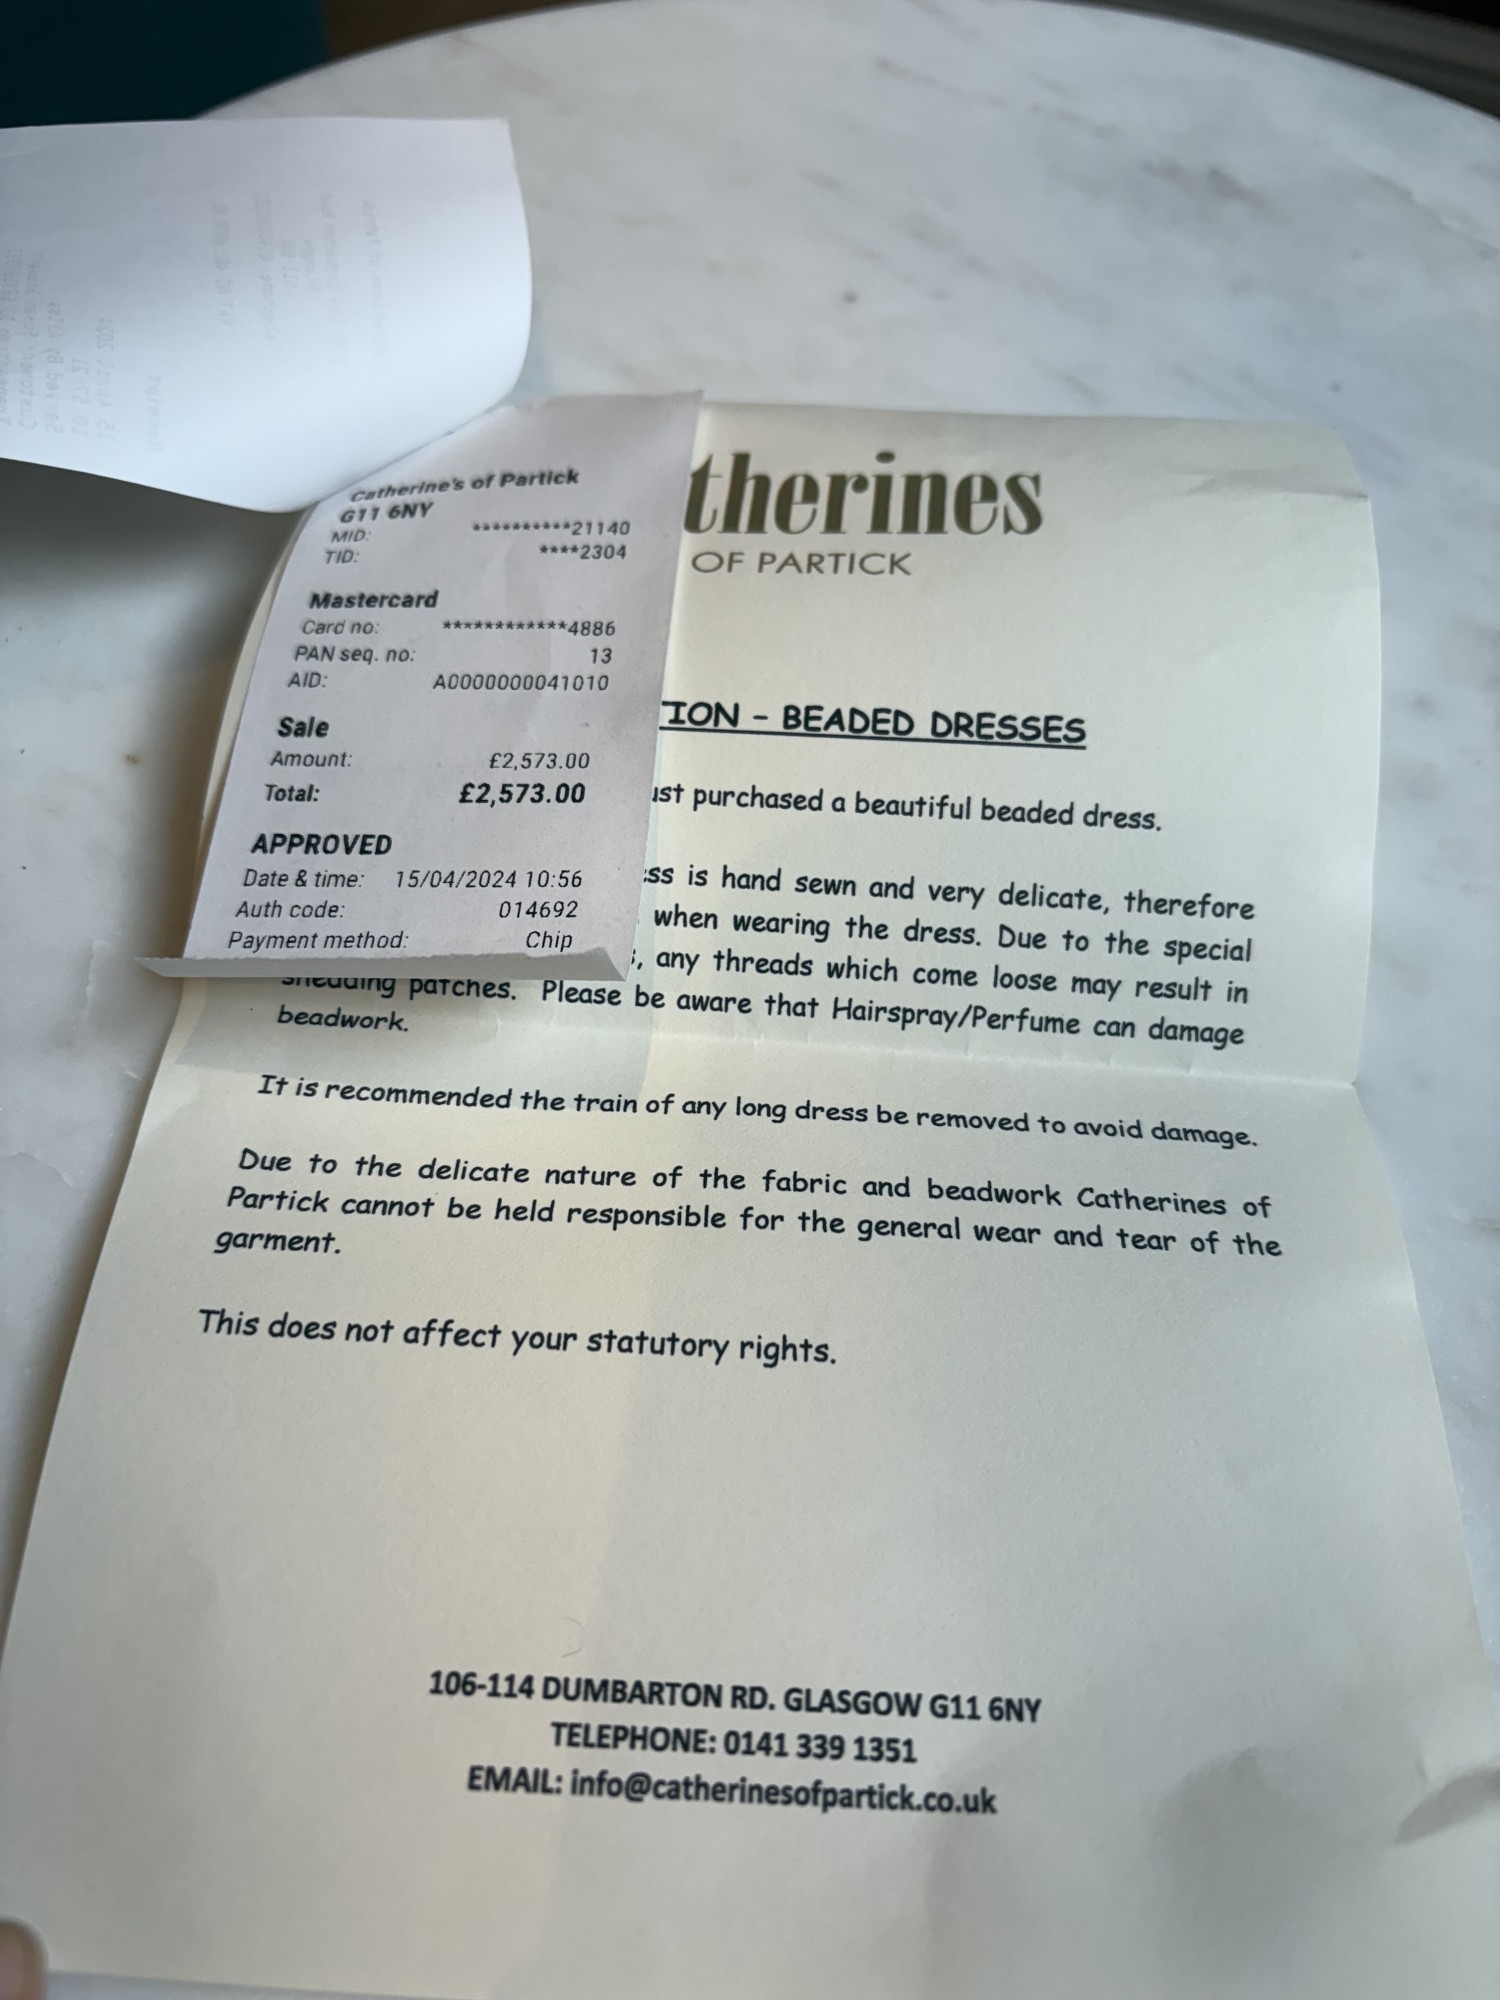 Catherine's of Partick
G11 6NY
MID: **********21140
TID: ****2304
Mastercard
Card no: ************4886
PAN seq. no: 13
AID: A0000000041010
Sale
Amount: £2,573.00
Total: £2,573.00
APPROVED
Date & time: 15/04/2024 10:56
Auth code: 014692
Payment method: Chip
therines
OF PARTICK
TION - BEADED DRESSES
ust purchased a beautiful beaded dress.
ess is hand sewn and very delicate, therefore
when wearing the dress. Due to the special
, any threads which come loose may result in
shedding patches. Please be aware that Hairspray/Perfume can damage
beadwork.
It is recommended the train of any long dress be removed to avoid damage.
Due to the delicate nature of the fabric and beadwork Catherines of
Partick cannot be held responsible for the general wear and tear of the
garment.
This does not affect your statutory rights.
106-114 DUMBARTON RD. GLASGOW G11 6NY
TELEPHONE: 0141 339 1351
EMAIL: info@catherinesofpartick.co.uk